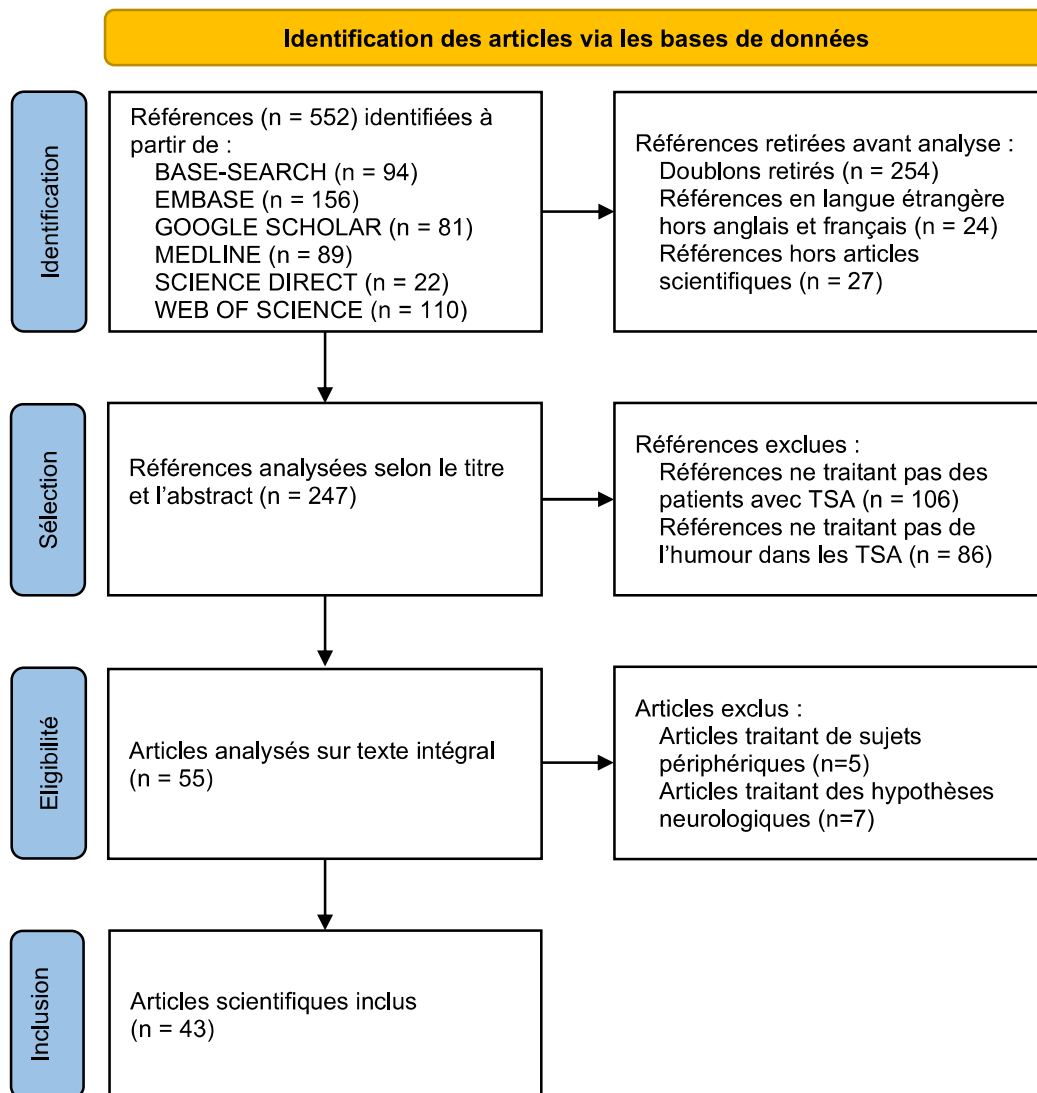 Identification des articles via les bases de données
Identification
Références (n = 552) identifiées à
partir de :
BASE-SEARCH (n = 94)
EMBASE (n = 156)
GOOGLE SCHOLAR (n = 81)
MEDLINE (n = 89)
SCIENCE DIRECT (n = 22)
WEB OF SCIENCE (n = 110)
Références retirées avant analyse :
Doublons retirés (n = 254)
Références en langue étrangère
hors anglais et français (n = 24)
Références hors articles
scientifiques (n = 27)
Sélection
Références analysées selon le titre
et l’abstract (n = 247)
Références exclues :
Références ne traitant pas des
patients avec TSA (n = 106)
Références ne traitant pas de
l’humour dans les TSA (n = 86)
Eligibilité
Articles analysés sur texte intégral
(n = 55)
Articles exclus :
Articles traitant de sujets
périphériques (n=5)
Articles traitant des hypothèses
neurologiques (n=7)
Inclusion
Articles scientifiques inclus
(n = 43)